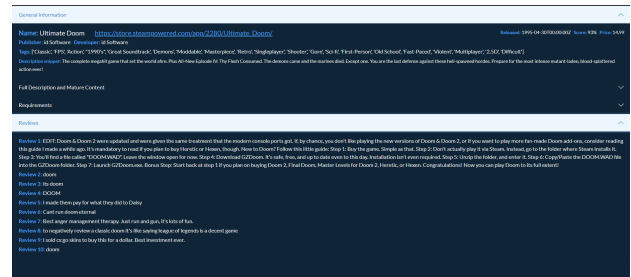 General Information
Name: Ultimate Doom https://store.steampowered.com/app/2280/Ultimate_Doom/ Released: 1995-04-30T00:00:00Z Score: 93% Price: 14.99
Publisher: id Software Developer: id Software
Tags: ['Classic', 'FPS', 'Action', "1990's", 'Great Soundtrack', 'Demons', 'Moddable', 'Masterpiece', 'Retro', 'Singleplayer', 'Shooter', 'Gore', 'Sci-fi', 'First-Person', 'Old School', 'Fast-Paced', 'Violent', 'Multiplayer', '2.5D', 'Difficult']
Description snippet: The complete megahit game that set the world afire. Plus All-New Episode IV: Thy Flesh Consumed. The demons came and the marines died. Except one. You are the last defense against these hell-spawned hordes. Prepare for the most intense mutant-laden, blood-splattered
action ever!
Full Description and Mature Content
Requirements
Reviews
Review 1: EDIT: Doom & Doom 2 were updated and were given the same treatment that the modern console ports got. If, by chance, you don't like playing the new versions of Doom & Doom 2, or if you want to play more fan-made Doom add-ons, consider reading
this guide I made a while ago. It's mandatory to read if you plan to buy Heretic or Hexen, though. New to Doom? Follow this little guide: Step 1: Buy the game. Simple as that. Step 2: Don't actually play it via Steam. Instead, go to the folder where Steam installs it.
Step 3: You'll find a file called "DOOM.WAD". Leave the window open for now. Step 4: Download GZDoom. It's safe, free, and up to date even to this day. Installation isn't even required. Step 5: Unzip the folder, and enter it. Step 6: Copy/Paste the DOOM.WAD file
into the GZDoom folder. Step 7: Launch GZDoom.exe. Bonus Step: Start back at step 1 if you plan on buying Doom 2, Final Doom, Master Levels for Doom 2, Heretic, or Hexen. Congratulations! Now you can play Doom to its full extent!
Review 2: doom
Review 3: its doom
Review 4: DOOM
Review 5: I made them pay for what they did to Daisy
Review 6: Cant run doom eternal
Review 7: Best anger management therapy. Just run and gun, it's lots of fun.
Review 8: to negatively review a classic doom it's like saying league of legends is a decent game
Review 9: I sold cs:go skins to buy this for a dollar. Best investment ever.
Review 10: doom